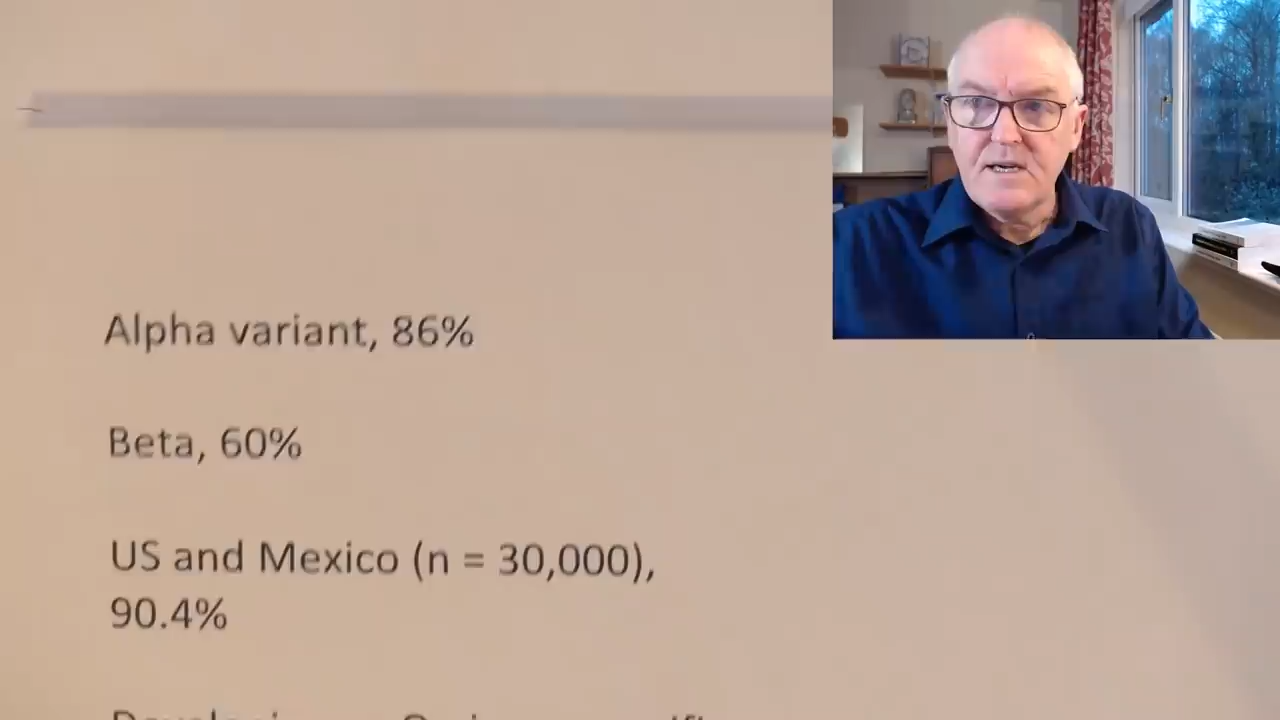 Alpha variant, 86%
Beta, 60%
US and Mexico (n = 30,000),
90.4%